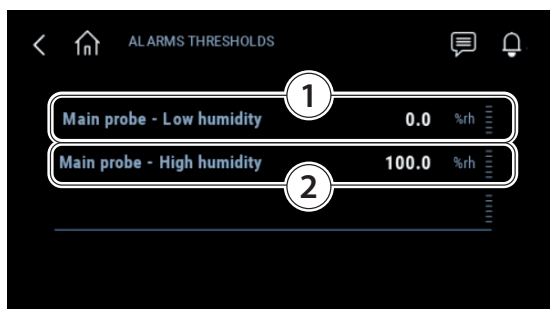 ALARMS THRESHOLDS
1
Main probe - Low humidity 0.0 %rh
Main probe - High humidity 100.0 %rh
2